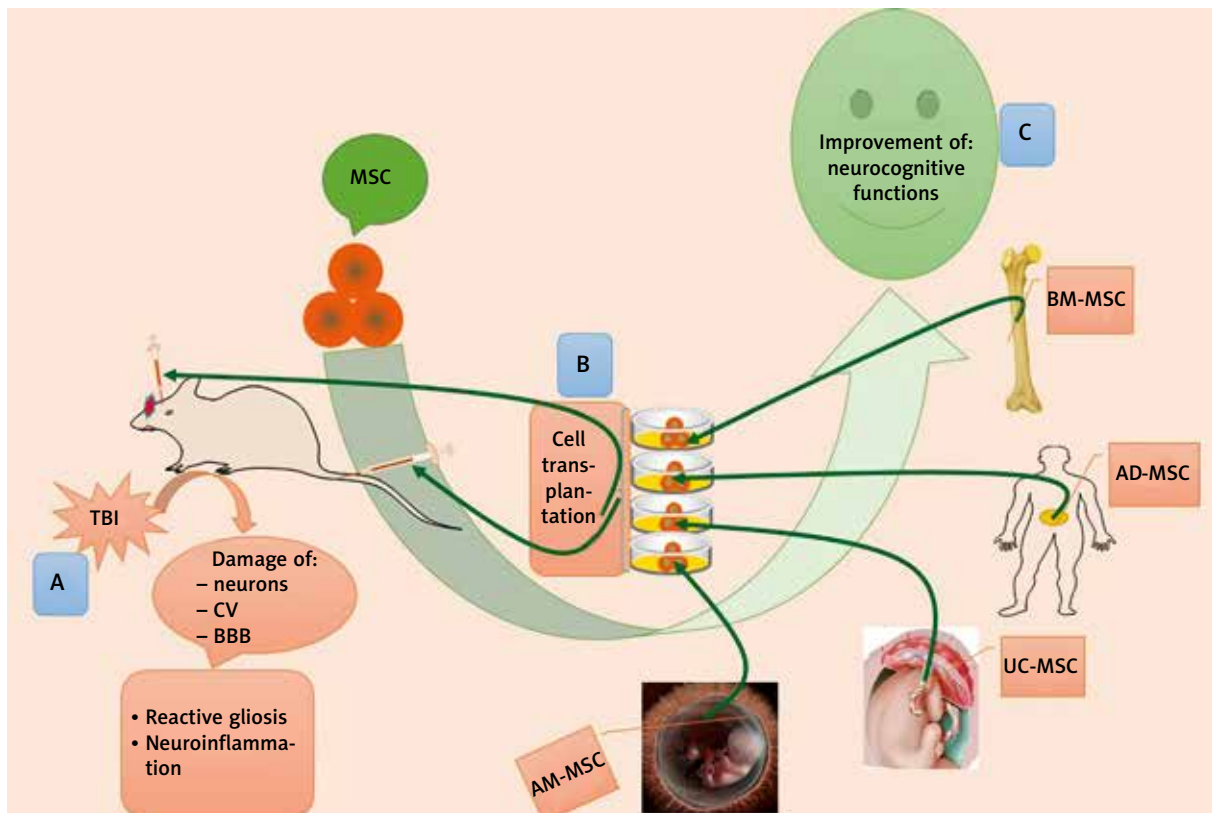 MSC
Improvement of:
neurocognitive
functions
C
BM-MSC
B
Cell
trans-
plan-
tation
AD-MSC
TBI
A
Damage of:
– neurons
– CV
– BBB
UC-MSC
• Reactive gliosis
• Neuroinflamma-
tion
AM-MSC